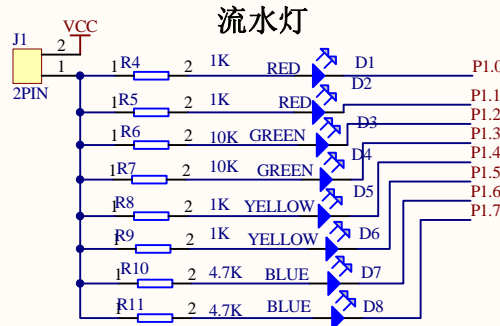 流水灯
J1 VCC
2
1
2PIN
R4 1 2 1K RED D1 P1.0
R5 1 2 1K RED D2 P1.1
R6 1 2 10K GREEN D3 P1.2
R7 1 2 10K GREEN D4 P1.3
R8 1 2 1K YELLOW D5 P1.4
R9 1 2 1K YELLOW D6 P1.5
R10 1 2 4.7K BLUE D7 P1.6
R11 1 2 4.7K BLUE D8 P1.7